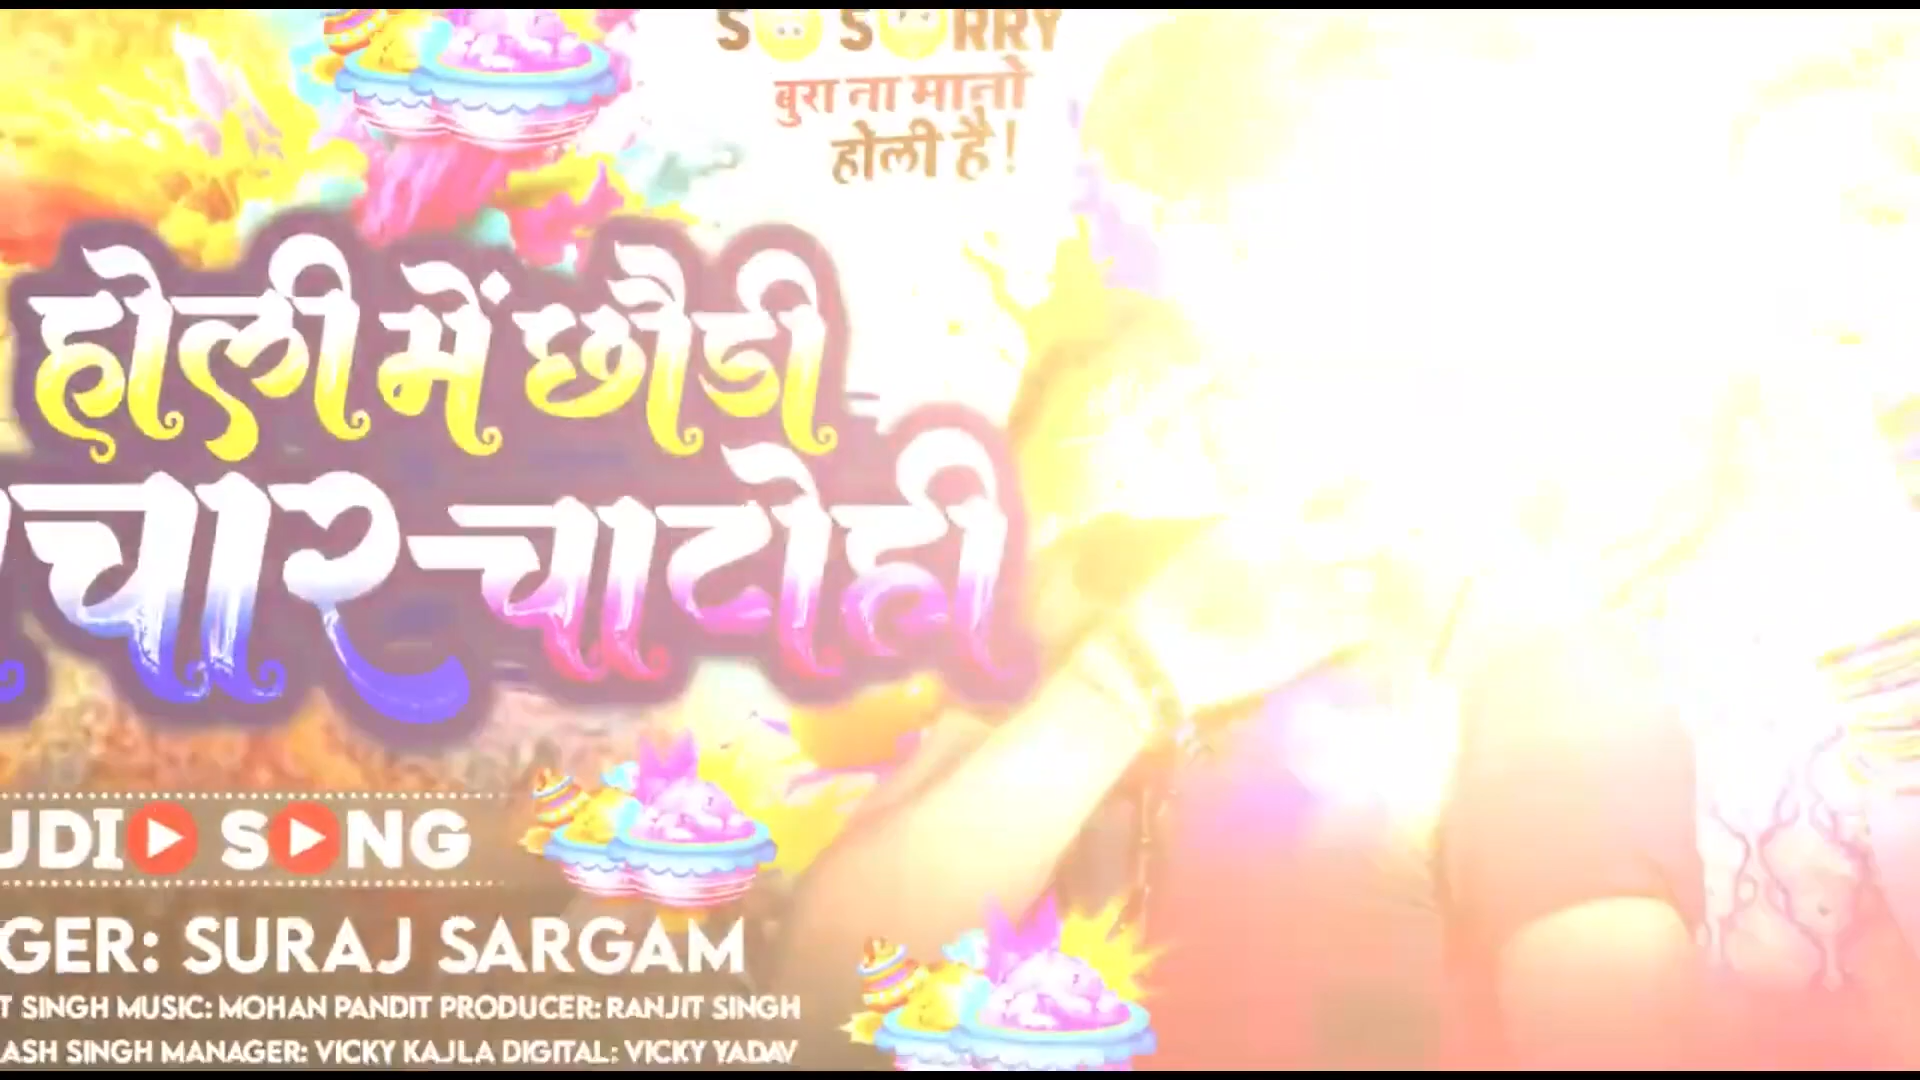 SO SORRY
बुरा ना मानो
होली है!
होली में छौडी
चार चाटोही
UDIO SONG
GER: SURAJ SARGAM
T SINGH MUSIC: MOHAN PANDIT PRODUCER: RANJIT SINGH
ASH SINGH MANAGER: VICKY KAJLA DIGITAL: VICKY YADAV